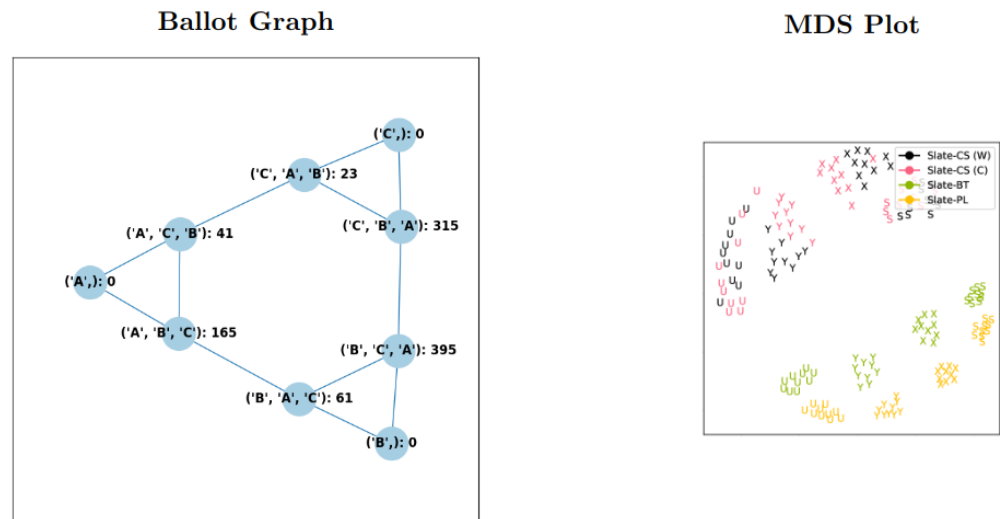 Ballot Graph
('C',): 0
('C', 'A', 'B'): 23
('C', 'B', 'A'): 315
('A', 'C', 'B'): 41
('A',): 0
('A', 'B', 'C'): 165
('B', 'C', 'A'): 395
('B', 'A', 'C'): 61
('B',): 0
MDS Plot
Slate-CS (W)
Slate-CS (C)
Slate-BT
Slate-PL